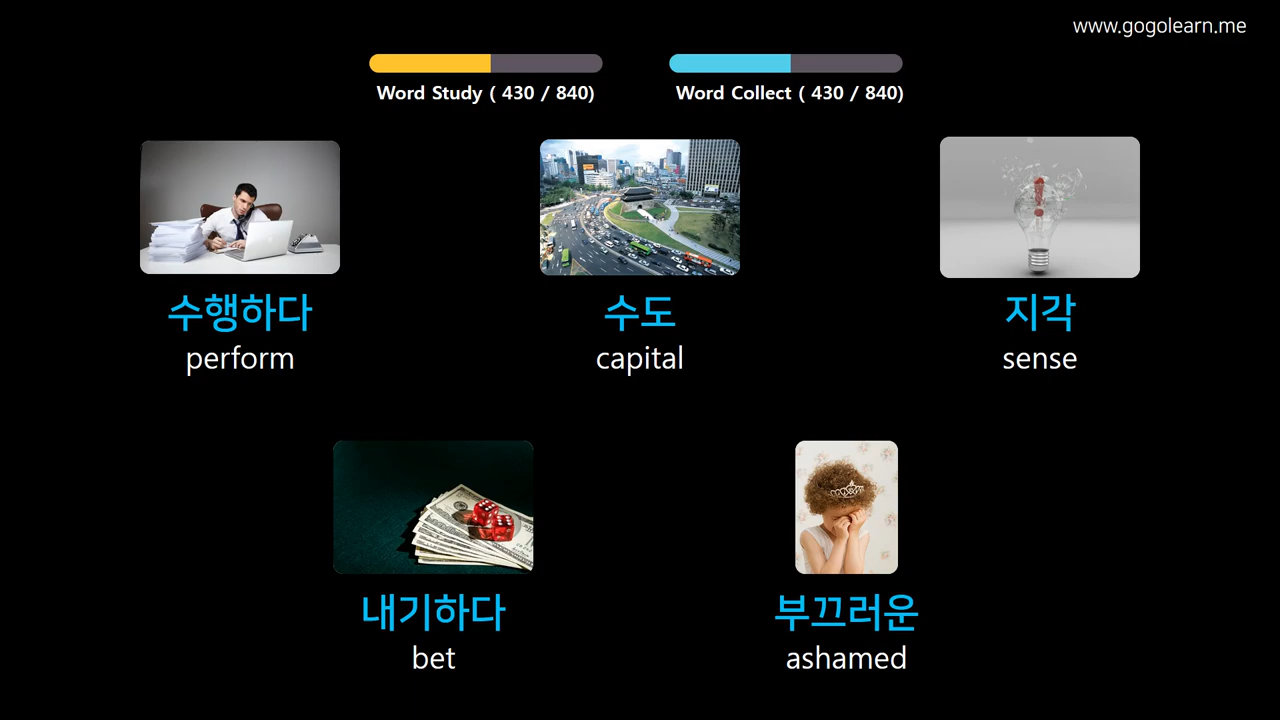 www.gogolearn.me
Word Study ( 430 / 840)
Word Collect ( 430 / 840)
수행하다
perform
수도
capital
지각
sense
내기하다
bet
부끄러운
ashamed